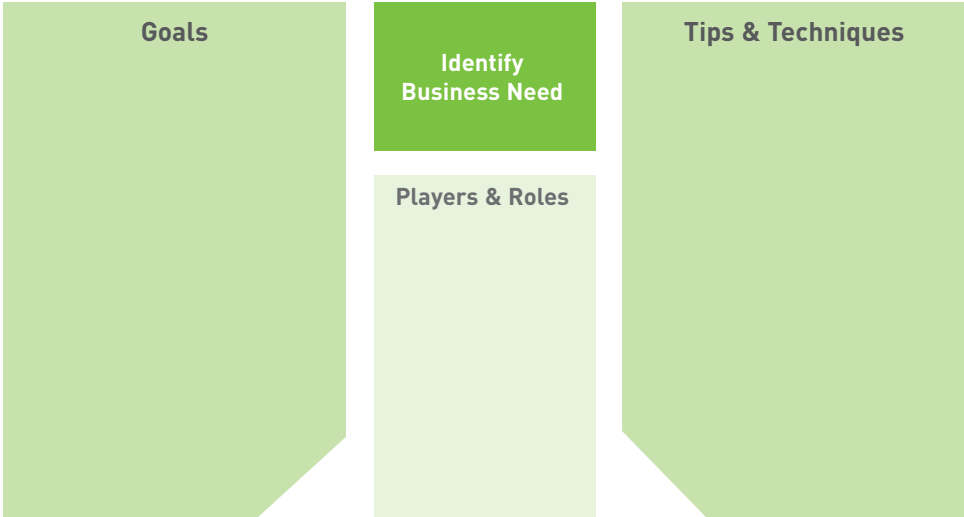 Goals
Identify
Business Need
Players & Roles
Tips & Techniques